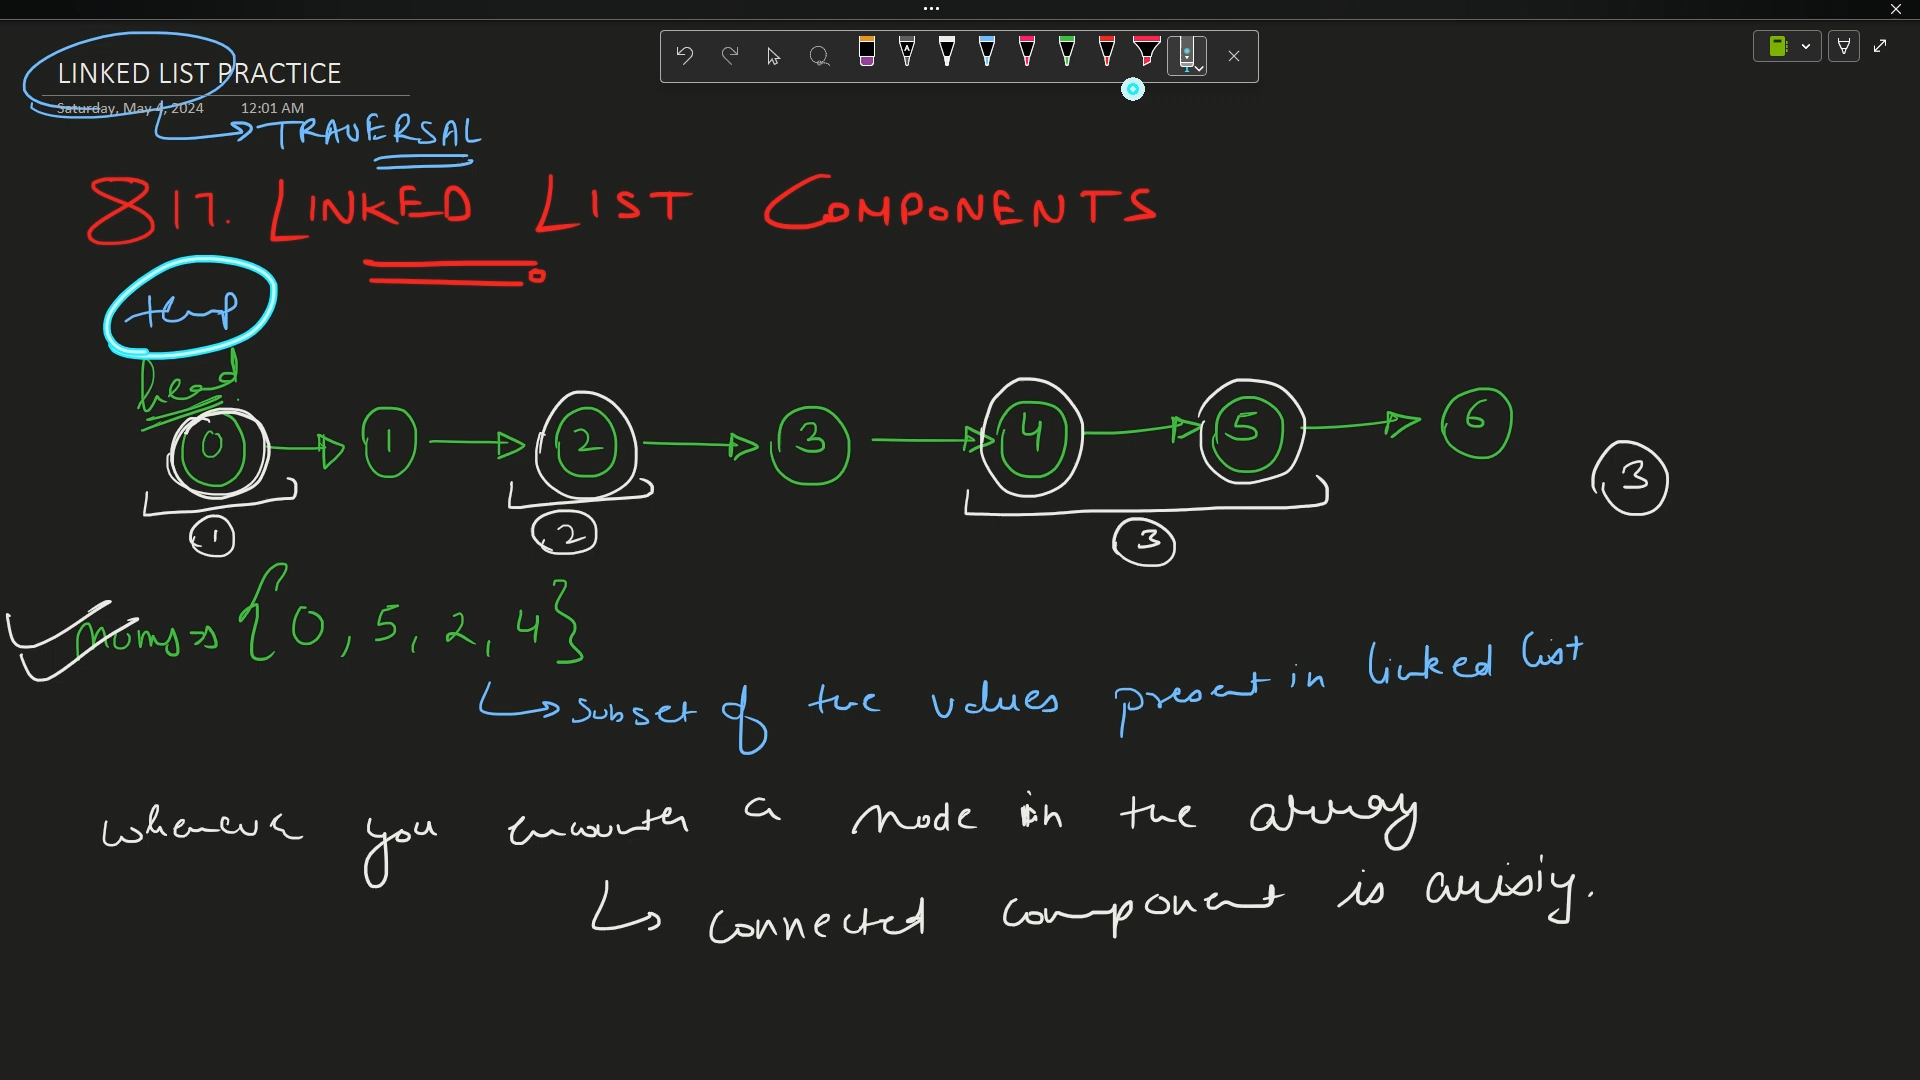 LINKED LIST PRACTICE
Saturday, May 4, 2024 12:01 AM
TRAVERSAL
817. LINKED LIST COMPONENTS
temp
head
0 1 2 3 4 5 6
3
1 2 3
nums => {0, 5, 2, 4}
subset of the values present in linked list
whenever you encounter a node in the array
connected component is arisiy.